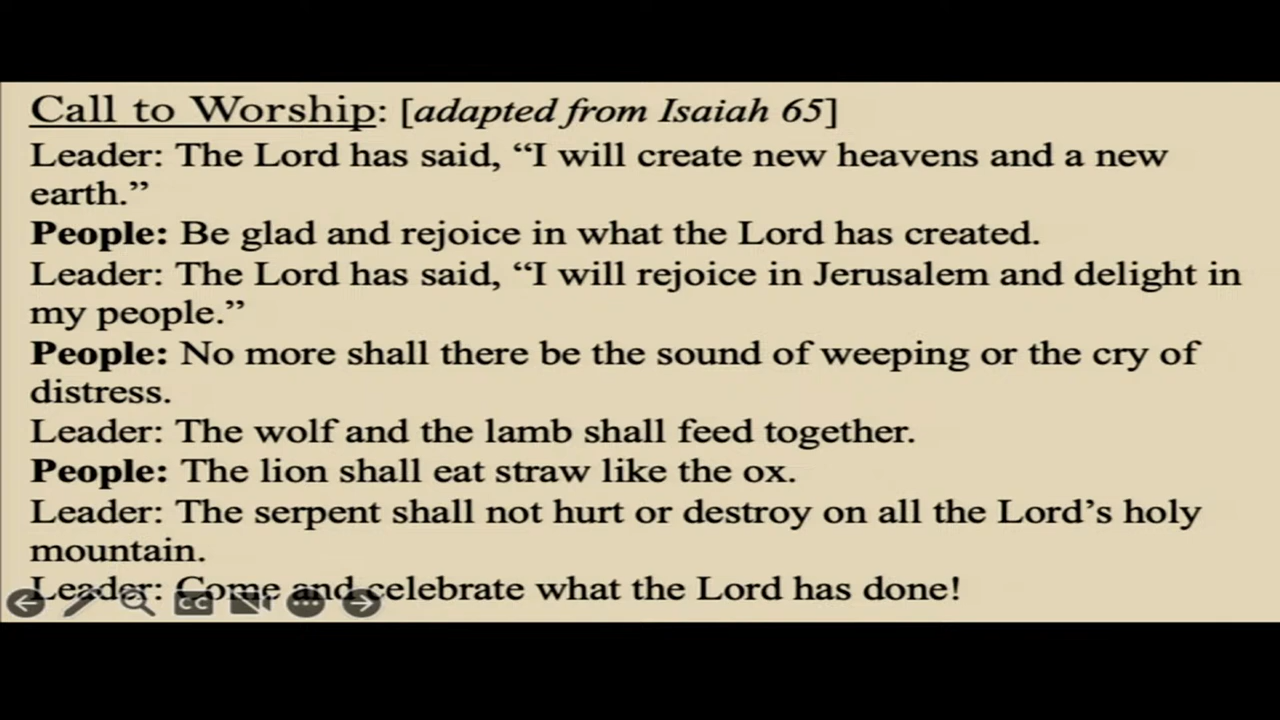 Call to Worship: [adapted from Isaiah 65]
Leader: The Lord has said, “I will create new heavens and a new
earth.”
People: Be glad and rejoice in what the Lord has created.
Leader: The Lord has said, “I will rejoice in Jerusalem and delight in
my people.”
People: No more shall there be the sound of weeping or the cry of
distress.
Leader: The wolf and the lamb shall feed together.
People: The lion shall eat straw like the ox.
Leader: The serpent shall not hurt or destroy on all the Lord’s holy
mountain.
Leader: Come and celebrate what the Lord has done!
CC